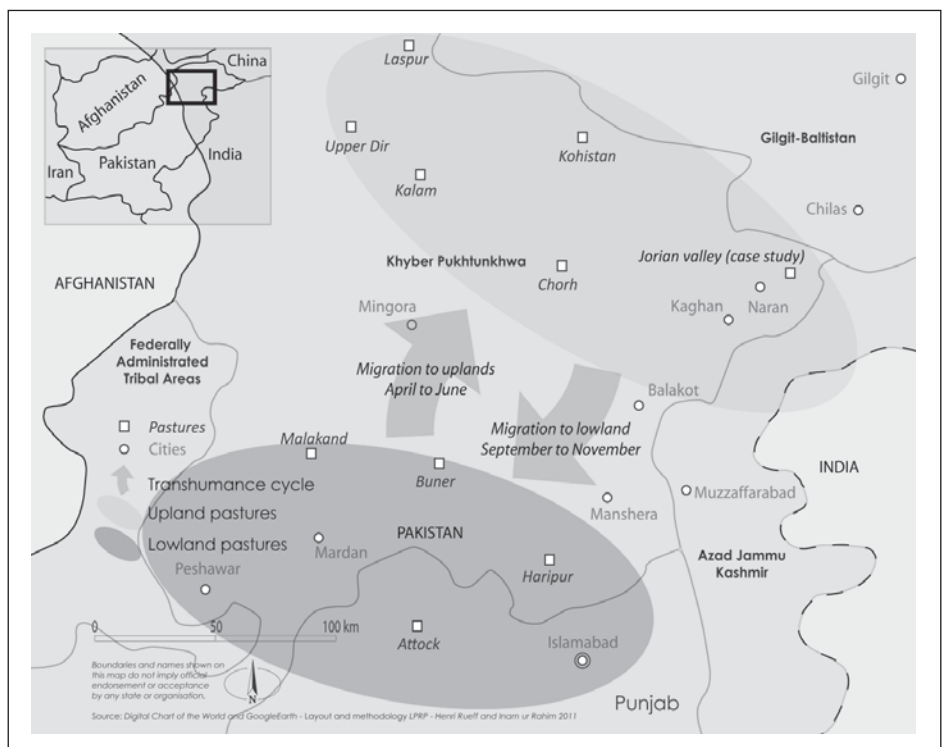 China
Afghanistan
Iran
Pakistan
India
Laspur
Gilgit
Upper Dir
Kohistan
Gilgit-Baltistan
Kalam
Chilas
Khyber Pukhtunkhwa
Jorian valley (case study)
AFGHANISTAN
Chorh
Mingora
Kaghan
Naran
Federally
Administrated
Tribal Areas
Migration to uplands
April to June
Balakot
Pastures
Cities
Migration to lowland
September to November
Malakand
INDIA
Transhumance cycle
Buner
Muzzaffarabad
Upland pastures
Manshera
Lowland pastures
PAKISTAN
Mardan
Azad Jammu
Kashmir
Peshawar
Haripur
0 50 100 km
Attock
Islamabad
Boundaries and names shown on
this map do not imply official
endorsement or acceptance
by any state or organisation.
N
Punjab
Source: Digital Chart of the World and GoogleEarth - Layout and methodology LPRP - Henri Rueff and Inam ur Rahim 2011